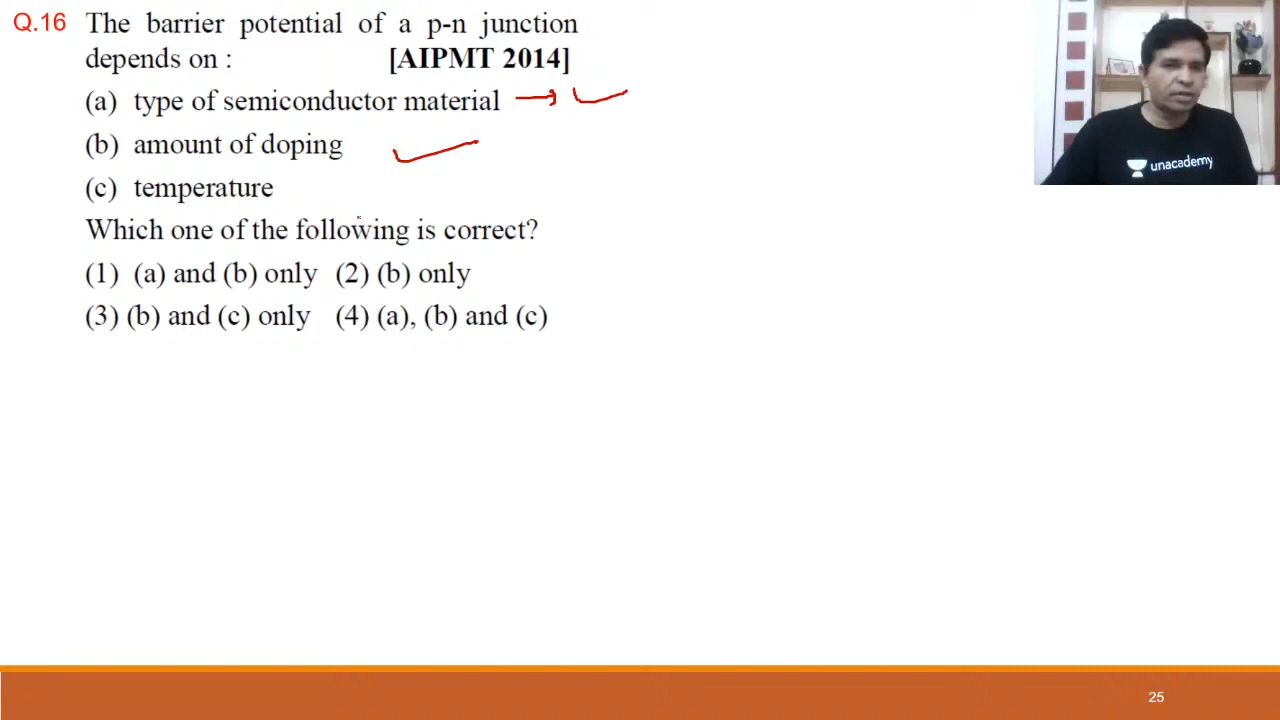 Q.16 The barrier potential of a p-n junction
depends on : [AIPMT 2014]
(a) type of semiconductor material
(b) amount of doping
(c) temperature
Which one of the following is correct?
(1) (a) and (b) only (2) (b) only
(3) (b) and (c) only (4) (a), (b) and (c)
unacademy
25